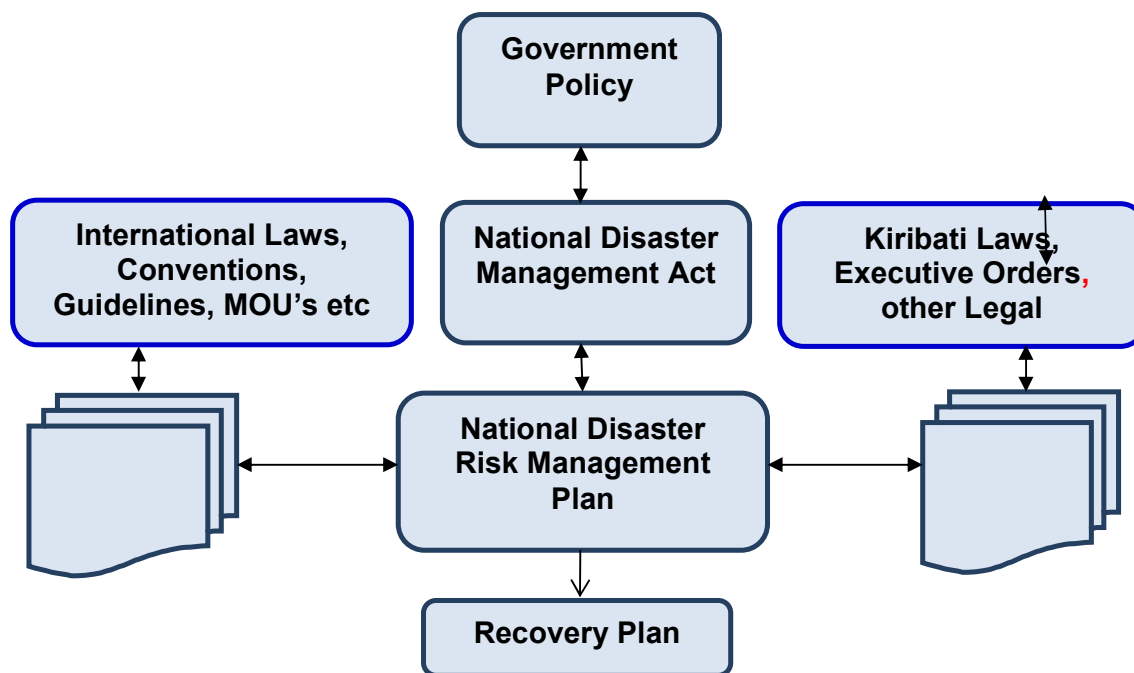 Government
Policy
International Laws,
Conventions,
Guidelines, MOU’s etc
National Disaster
Management Act
Kiribati Laws,
Executive Orders,
other Legal
National Disaster
Risk Management
Plan
Recovery Plan